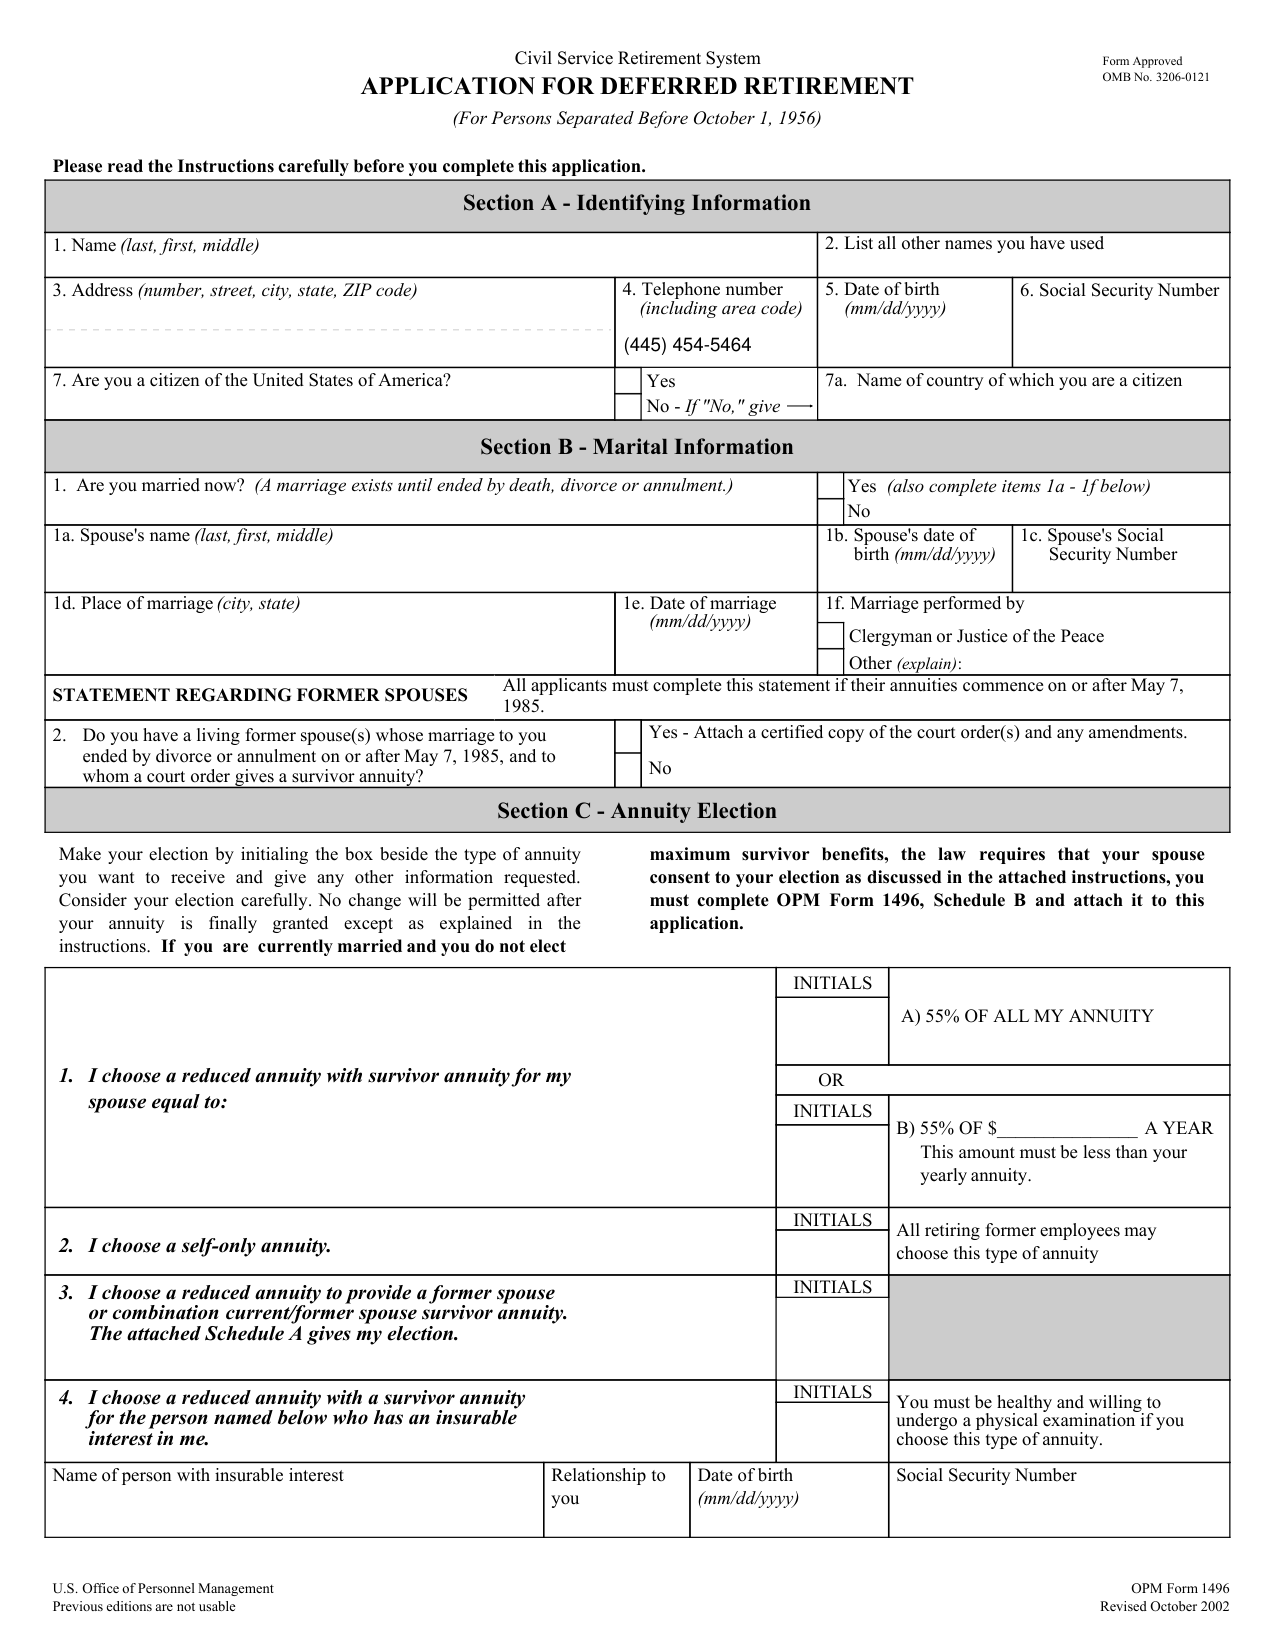 Civil Service Retirement System
APPLICATION FOR DEFERRED RETIREMENT
(For Persons Separated Before October 1, 1956)
Form Approved
OMB No. 3206-0121
Please read the Instructions carefully before you complete this application.
Section A - Identifying Information
1. Name (last, first, middle)
2. List all other names you have used
3. Address (number, street, city, state, ZIP code)
4. Telephone number
(including area code)
(445) 454-5464
5. Date of birth
(mm/dd/yyyy)
6. Social Security Number
7. Are you a citizen of the United States of America?
Yes
No - If "No," give
7a. Name of country of which you are a citizen
Section B - Marital Information
1. Are you married now? (A marriage exists until ended by death, divorce or annulment.)
Yes (also complete items 1a - 1f below)
No
1a. Spouse's name (last, first, middle)
1b. Spouse's date of
birth (mm/dd/yyyy)
1c. Spouse's Social
Security Number
1d. Place of marriage (city, state)
1e. Date of marriage
(mm/dd/yyyy)
1f. Marriage performed by
Clergyman or Justice of the Peace
Other (explain):
STATEMENT REGARDING FORMER SPOUSES
All applicants must complete this statement if their annuities commence on or after May 7,
1985.
2. Do you have a living former spouse(s) whose marriage to you
ended by divorce or annulment on or after May 7, 1985, and to
whom a court order gives a survivor annuity?
Yes - Attach a certified copy of the court order(s) and any amendments.
No
Section C - Annuity Election
Make your election by initialing the box beside the type of annuity
you want to receive and give any other information requested.
Consider your election carefully. No change will be permitted after
your annuity is finally granted except as explained in the
instructions. If you are currently married and you do not elect
maximum survivor benefits, the law requires that your spouse
consent to your election as discussed in the attached instructions, you
must complete OPM Form 1496, Schedule B and attach it to this
application.
1. I choose a reduced annuity with survivor annuity for my
spouse equal to:
INITIALS
A) 55% OF ALL MY ANNUITY
OR
INITIALS
B) 55% OF $_______________ A YEAR
This amount must be less than your
yearly annuity.
2. I choose a self-only annuity.
INITIALS
All retiring former employees may
choose this type of annuity
3. I choose a reduced annuity to provide a former spouse
or combination current/former spouse survivor annuity.
The attached Schedule A gives my election.
INITIALS
4. I choose a reduced annuity with a survivor annuity
for the person named below who has an insurable
interest in me.
INITIALS
You must be healthy and willing to
undergo a physical examination if you
choose this type of annuity.
Name of person with insurable interest
Relationship to
you
Date of birth
(mm/dd/yyyy)
Social Security Number
U.S. Office of Personnel Management
Previous editions are not usable
OPM Form 1496
Revised October 2002